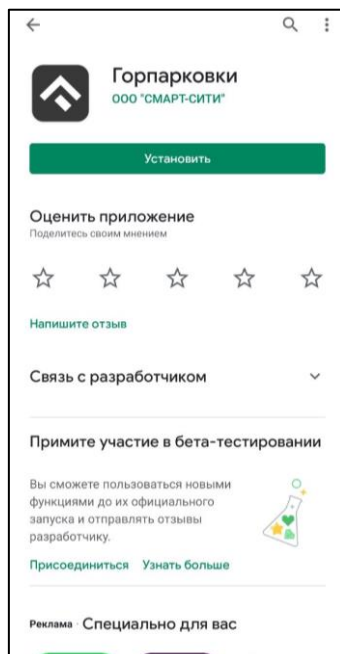 Горпарковки
ООО "СМАРТ-СИТИ"
Установить
Оценить приложение
Поделитесь своим мнением
Напишите отзыв
Связь с разработчиком
Примите участие в бета-тестировании
Вы сможете пользоваться новыми
функциями до их официального
запуска и отправлять отзывы
разработчику.
Присоединиться Узнать больше
Реклама · Специально для вас